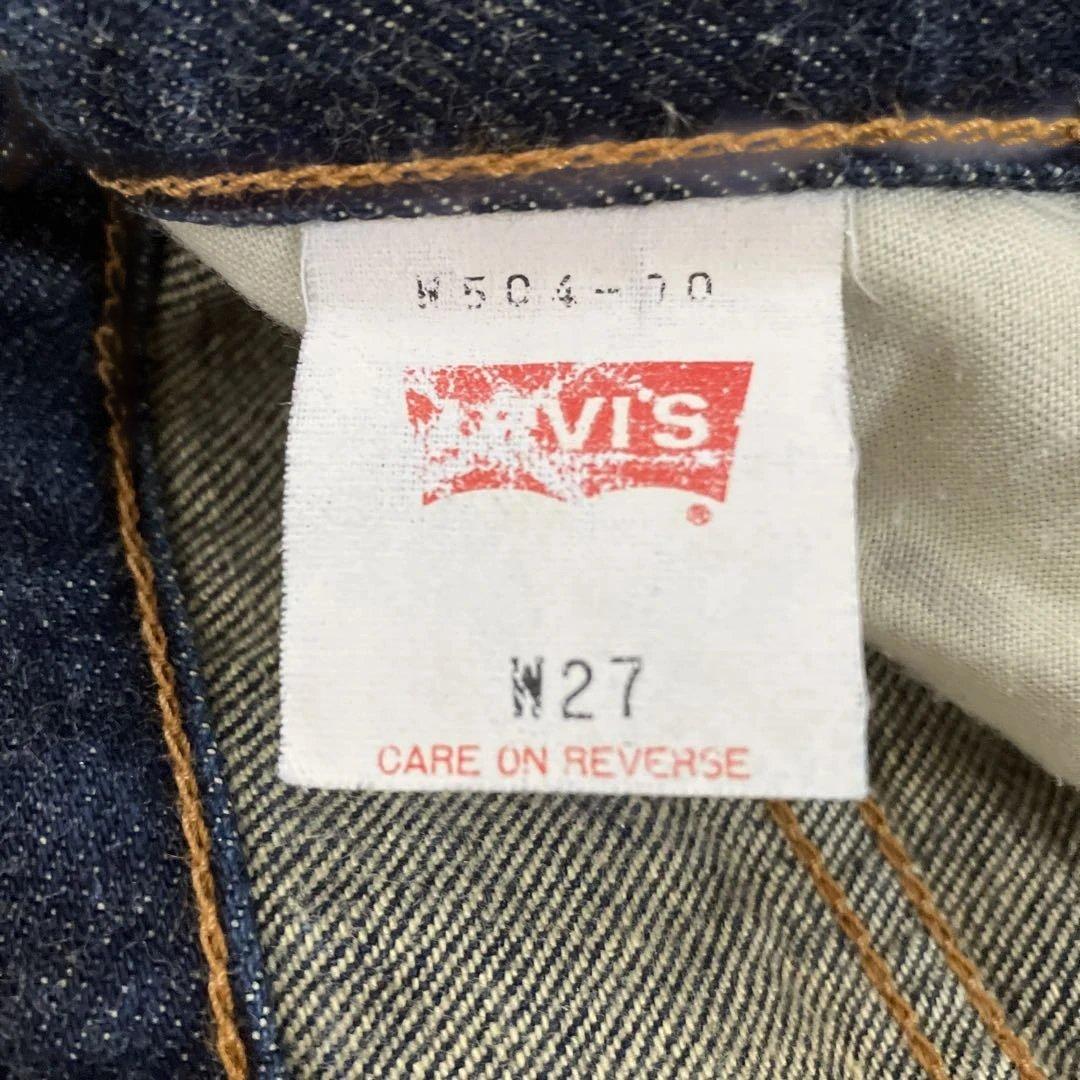 W504-70
LEVI'S
®
W27
CARE ON REVERSE